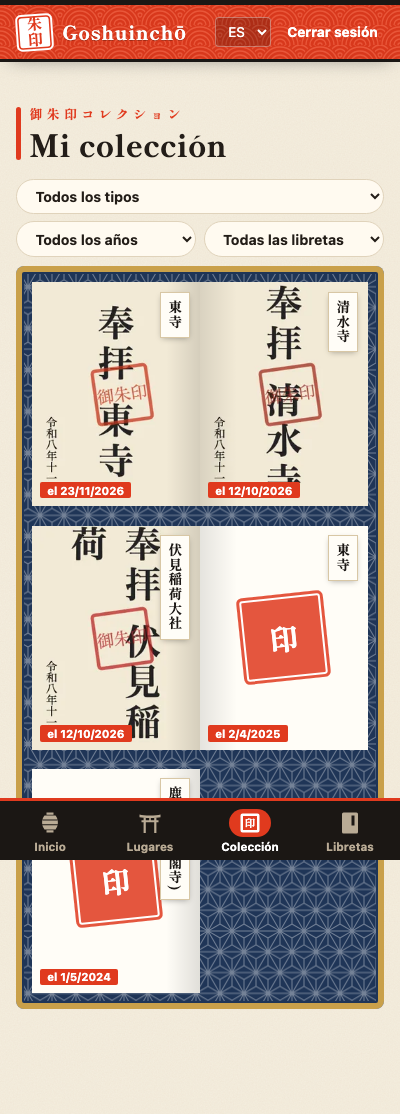 朱印
Goshuinchō
ES
Cerrar sesión
御朱印コレクション
Mi colección
Todos los tipos
Todos los años
Todas las libretas
東寺
奉拝
東寺
御朱印
令和八年十一
el 23/11/2026
清水寺
奉拝
清水寺
御朱印
令和八年十一
el 12/10/2026
伏見稲荷大社
奉拝 伏見稲
荷
御朱印
令和八年十一
el 12/10/2026
東寺
印
el 2/4/2025
鹿
閣寺)
印
el 1/5/2024
Inicio
Lugares
印
Colección
Libretas